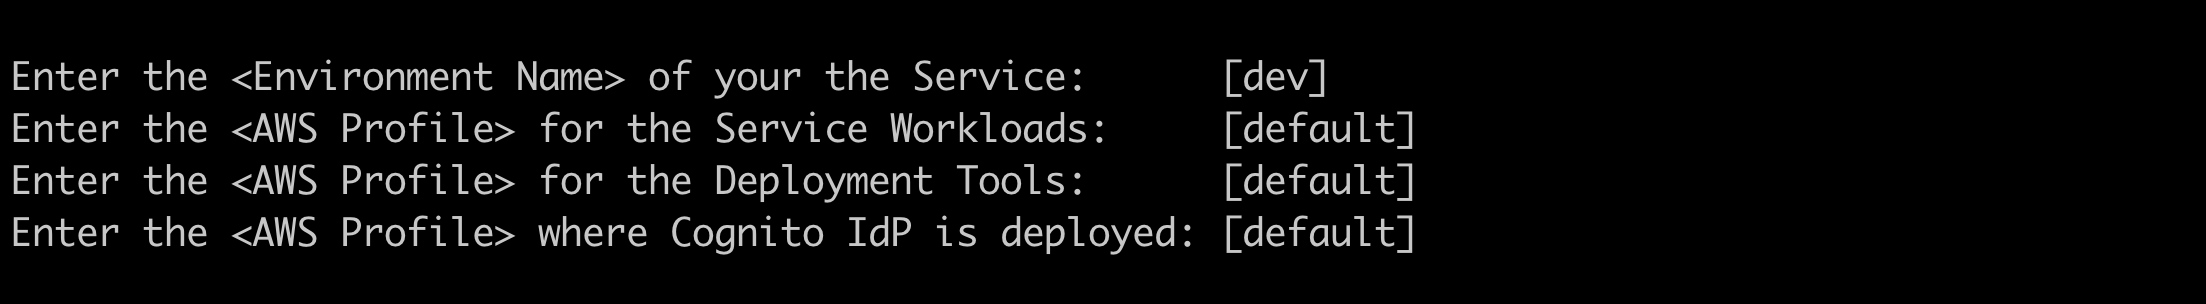 Enter the <Environment Name> of your the Service: [dev]
Enter the <AWS Profile> for the Service Workloads: [default]
Enter the <AWS Profile> for the Deployment Tools: [default]
Enter the <AWS Profile> where Cognito IdP is deployed: [default]